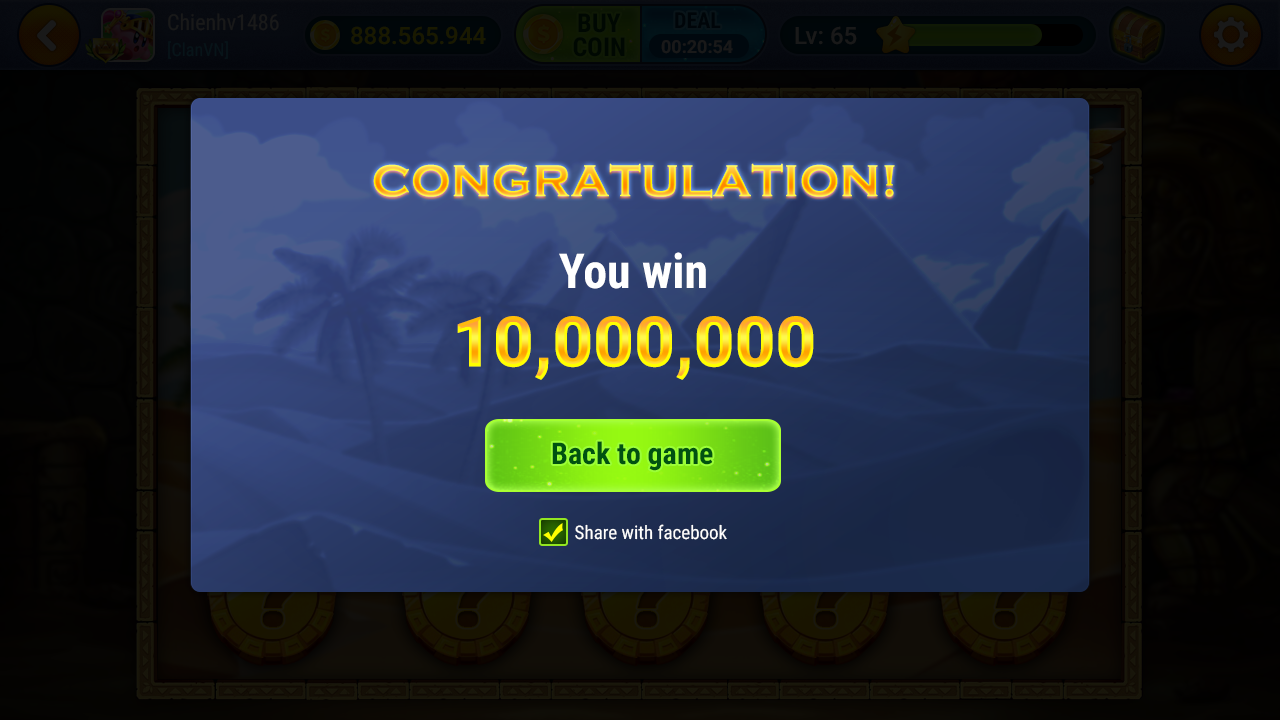 Chienhv1486
[ClanVN]
888.565.944
BUY
COIN
DEAL
00:20:54
Lv: 65
CONGRATULATION!
You win
10,000,000
Back to game
Share with facebook
? ? ? ? ?